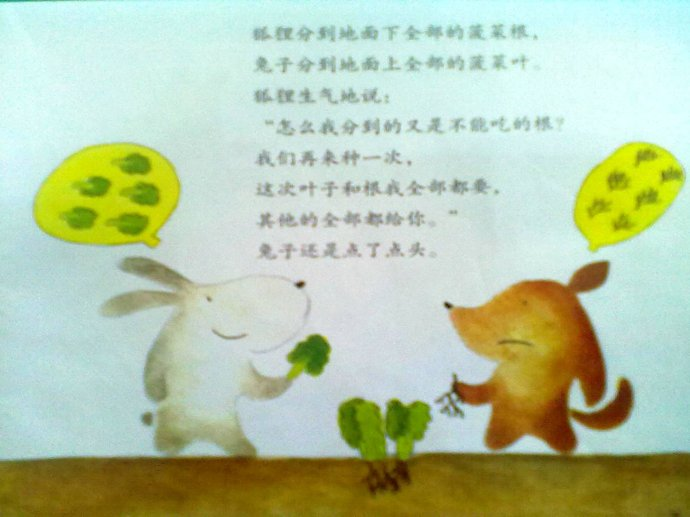 狐狸分到地面下全部的菠菜根，
兔子分到地面上全部的菠菜叶。
狐狸生气地说：
“怎么我分到的又是不能吃的根？
我们再来种一次，
这次叶子和根我全部都要，
其他的全部都给你。”
兔子还是点了点头。